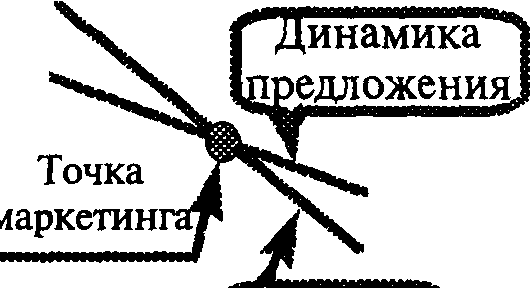 Динамика
предложения
Точка
маркетинга